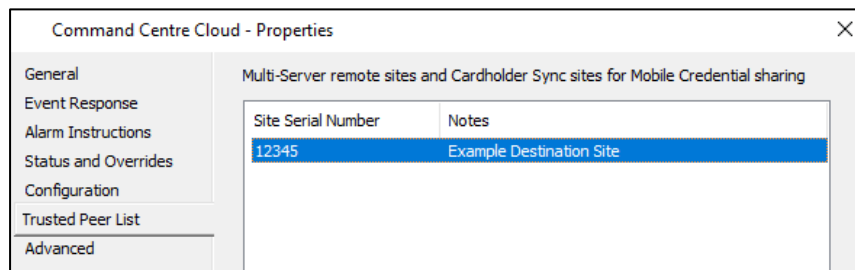 Command Centre Cloud - Properties
General
Event Response
Alarm Instructions
Status and Overrides
Configuration
Trusted Peer List
Advanced
Multi-Server remote sites and Cardholder Sync sites for Mobile Credential sharing
Site Serial Number Notes
12345 Example Destination Site